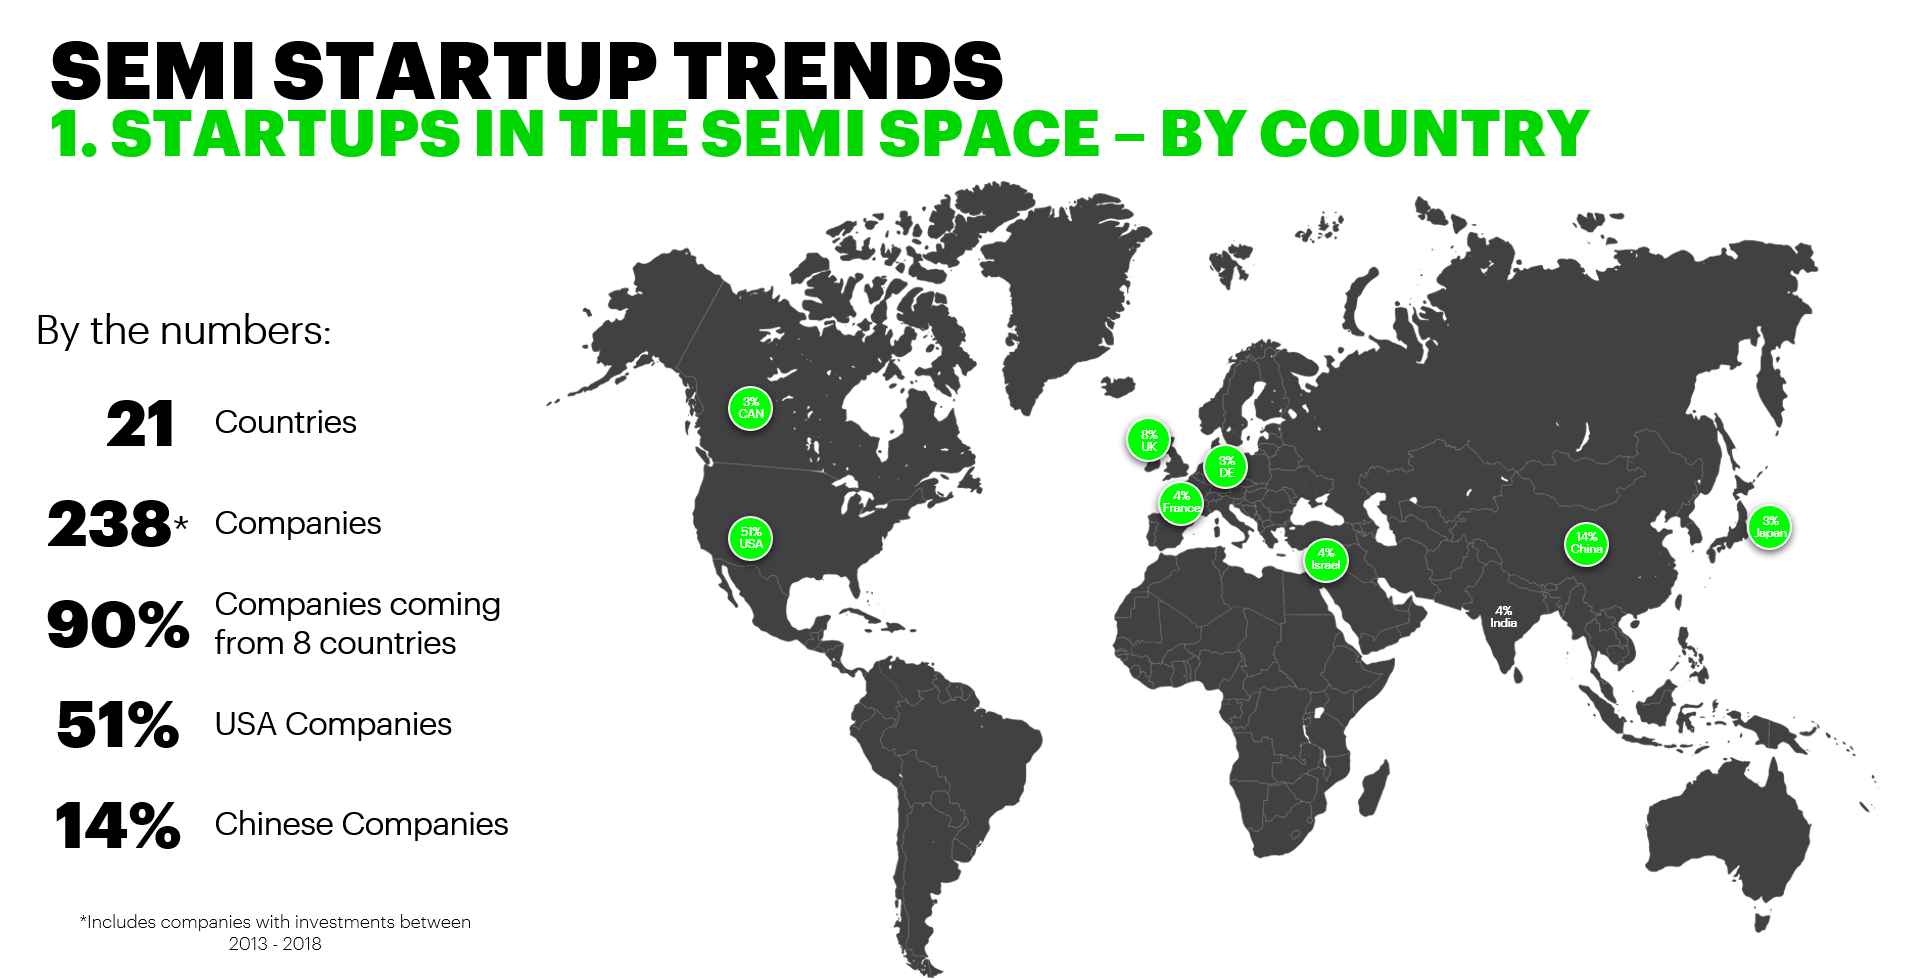 SEMI STARTUP TRENDS
1. STARTUPS IN THE SEMI SPACE – BY COUNTRY
By the numbers:
21 Countries
238* Companies
90% Companies coming
from 8 countries
51% USA Companies
14% Chinese Companies
*Includes companies with investments between
2013 - 2018
3%
CAN
51%
USA
8%
UK
3%
DE
4%
France
4%
Israel
4%
India
14%
China
3%
Japan